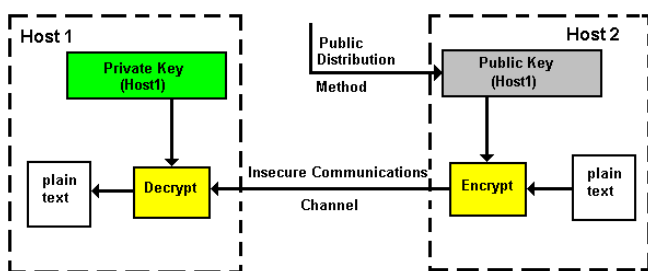 Host 1
Private Key
(Host1)
plain
text
Decrypt
Public
Distribution
Method
Insecure Communications
Channel
Host 2
Public Key
(Host1)
Encrypt
plain
text